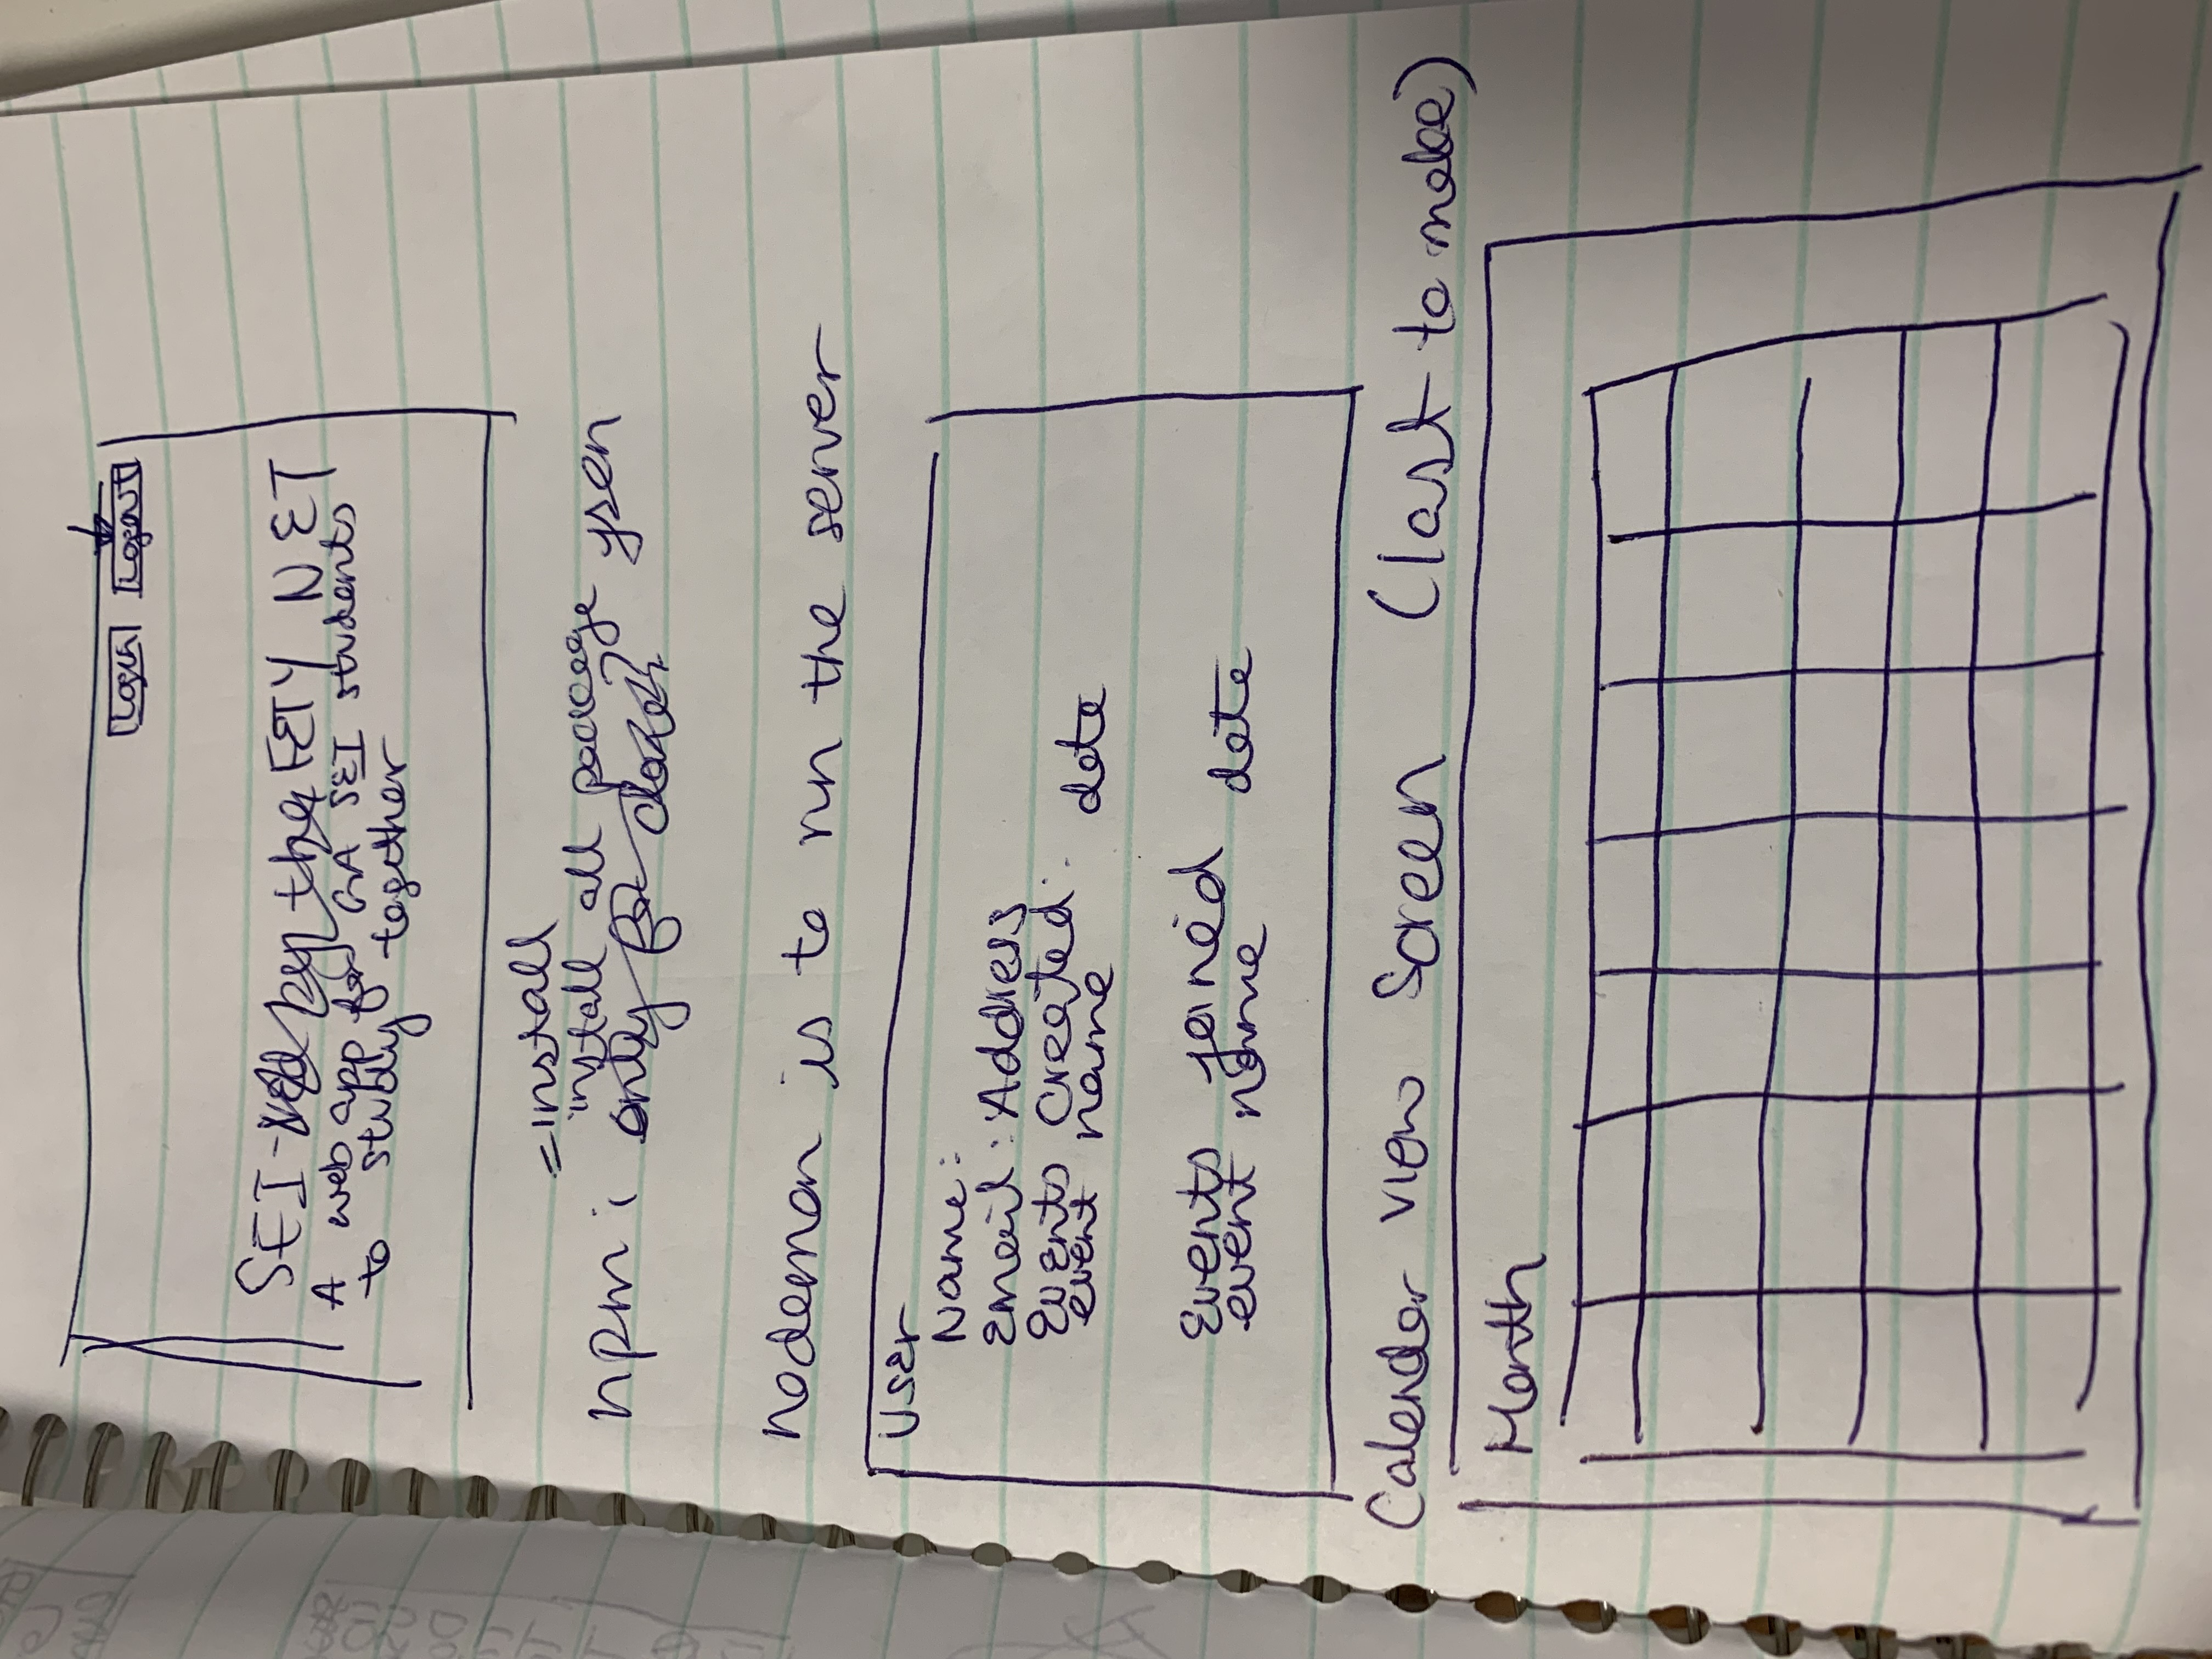 Login Logout
SEI- FETY NET
A web app for GA SEI students
to study together
= install
install all package json
npm i only for
nodemon is to run the server
User
Name:
Email: Address
Events Created:
event name date
Events joined
event name date
Calender view Screen (last to make)
Month